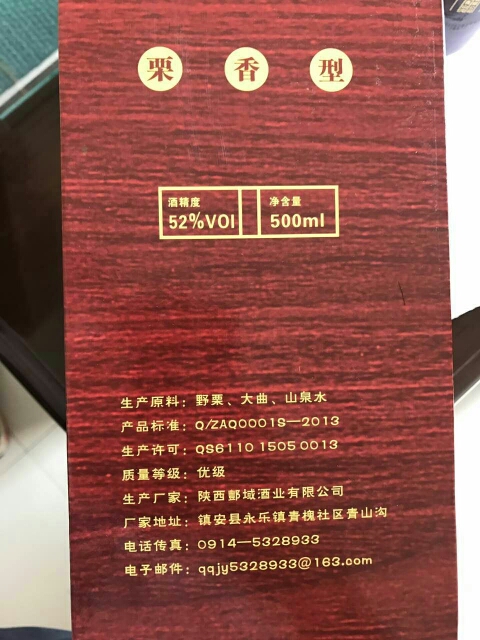 栗香型
酒精度 净含量
52%VOl 500ml
生产原料：野栗、大曲、山泉水
产品标准：Q/ZAQ0001S-2013
生产许可：QS6110 1505 0013
质量等级：优级
生产厂家：陕西酆域酒业有限公司
厂家地址：镇安县永乐镇青槐社区青山沟
电话传真：0914-5328933
电子邮件：qqjy5328933@163.com